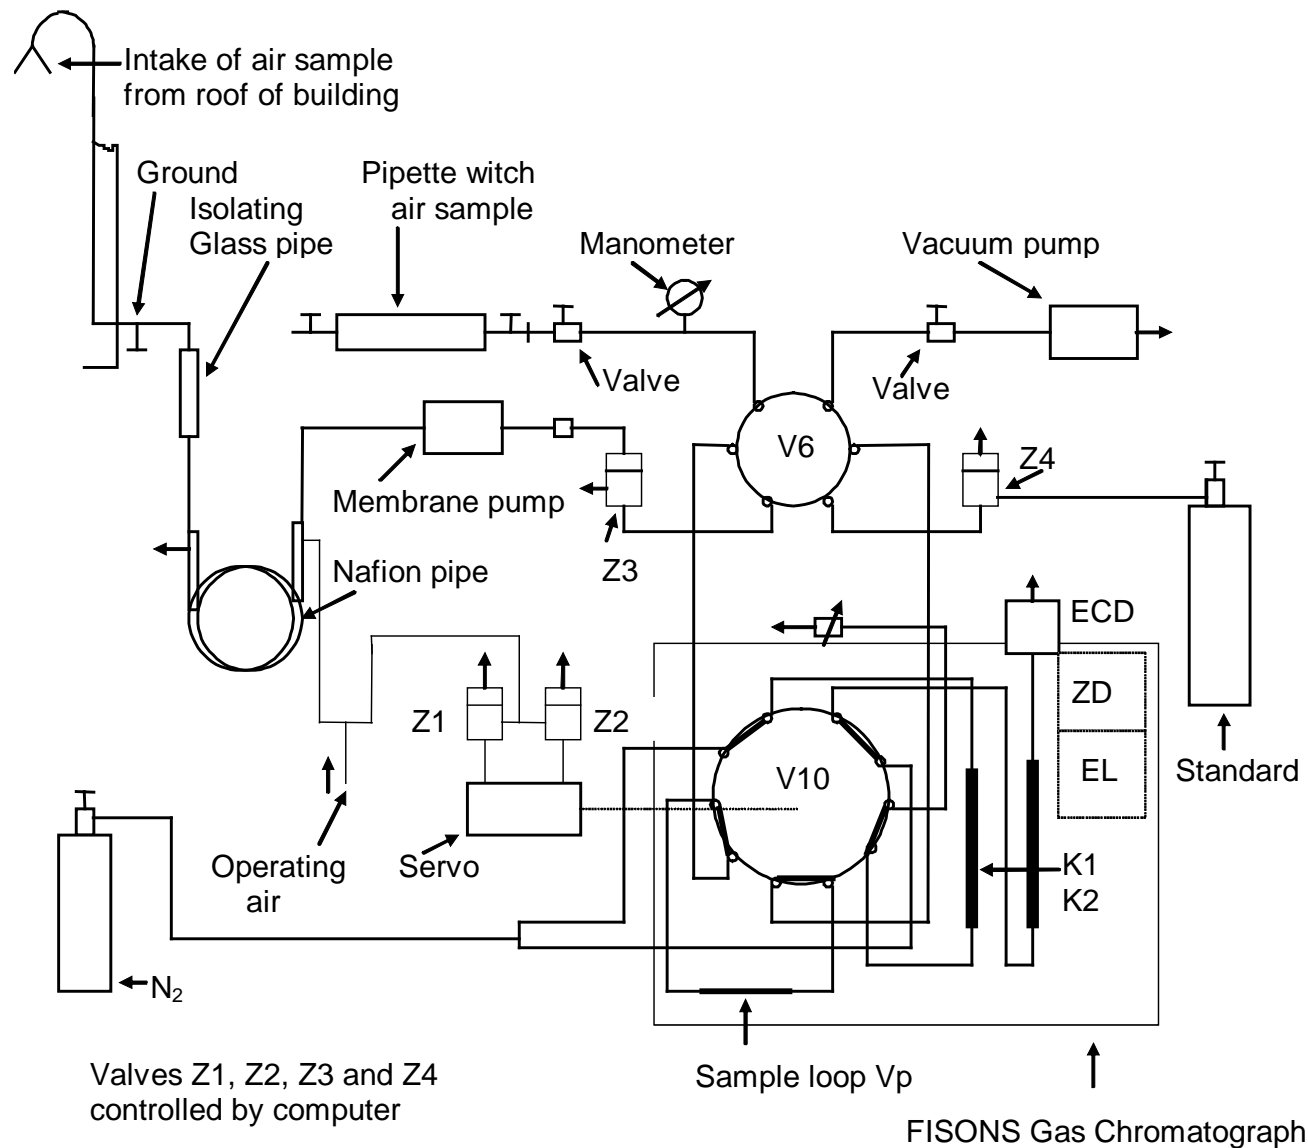 Intake of air sample
from roof of building
Ground
Isolating
Glass pipe
Pipette witch
air sample
Manometer
Vacuum pump
Valve
Valve
V6
Z4
Membrane pump
Z3
Nafion pipe
ECD
ZD
EL
Z1
Z2
V10
Standard
Operating
air
Servo
K1
K2
N₂
Sample loop Vp
Valves Z1, Z2, Z3 and Z4
controlled by computer
FISONS Gas Chromatograph